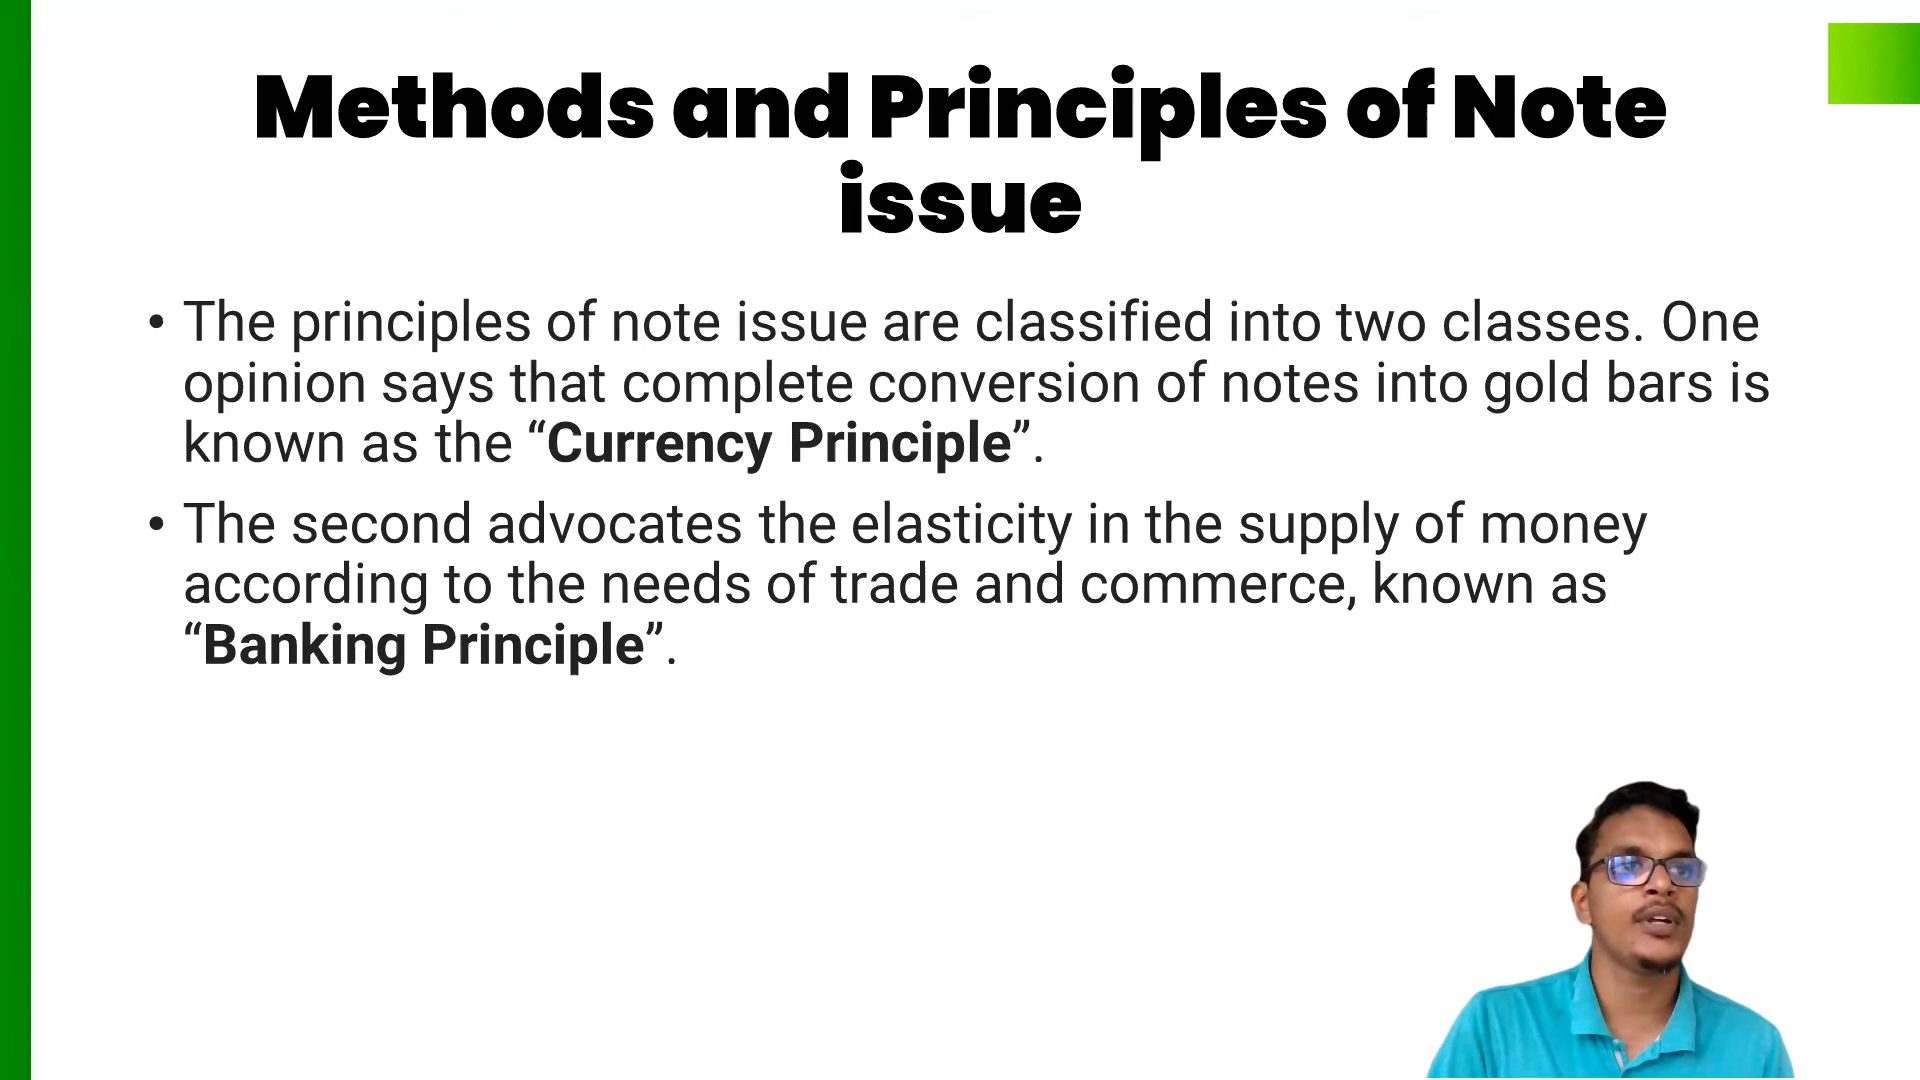 Methods and Principles of Note
issue
• The principles of note issue are classified into two classes. One
opinion says that complete conversion of notes into gold bars is
known as the “Currency Principle”.
• The second advocates the elasticity in the supply of money
according to the needs of trade and commerce, known as
“Banking Principle”.